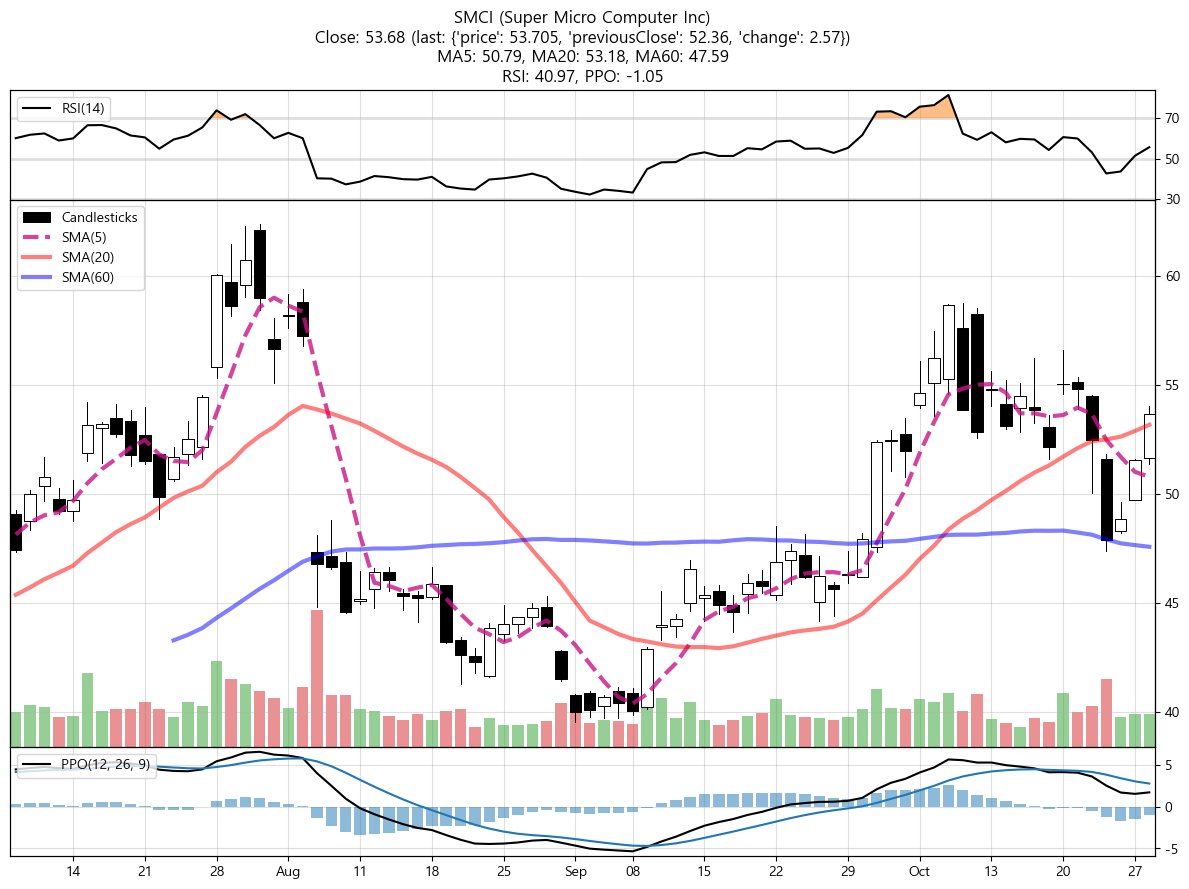 SMCI (Super Micro Computer Inc)
Close: 53.68 (last: {'price': 53.705, 'previousClose': 52.36, 'change': 2.57})
MA5: 50.79, MA20: 53.18, MA60: 47.59
RSI: 40.97, PPO: -1.05
RSI(14)
70
50
30
Candlesticks
SMA(5)
SMA(20)
SMA(60)
60
55
50
45
40
PPO(12, 26, 9)
5
0
-5
14 21 28 Aug 11 18 25 Sep 08 15 22 29 Oct 13 20 27